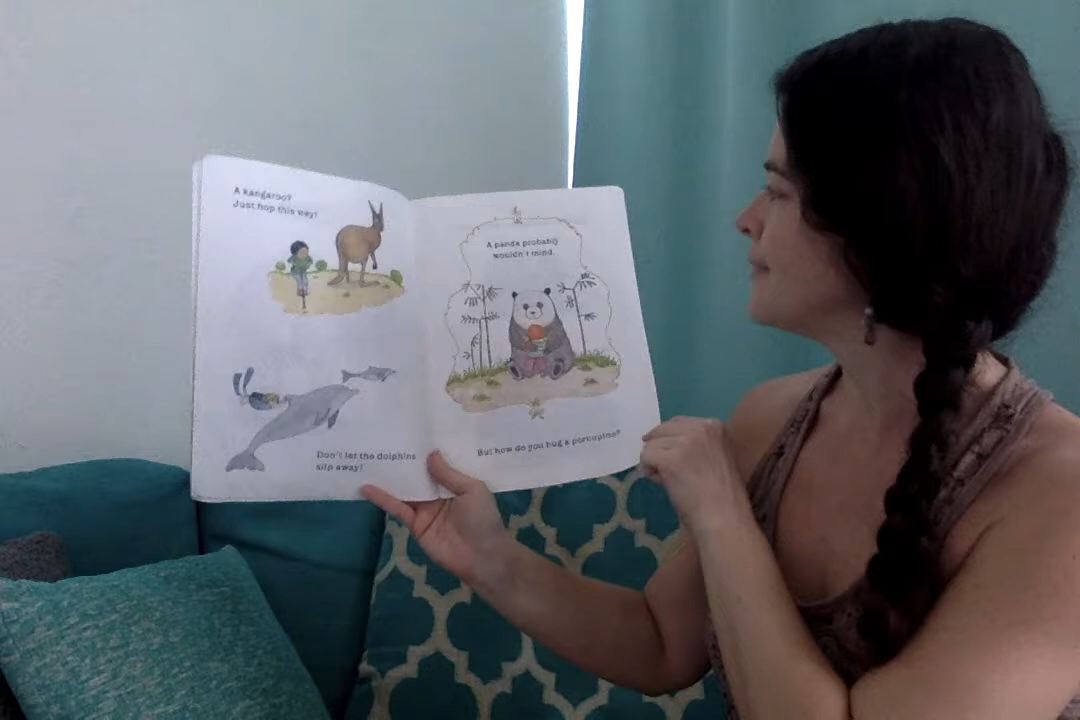 A kangaroo?
Just hop this way!
Don't let the dolphins
slip away!
A panda probably
wouldn't mind.
But how do you hug a porcupine?